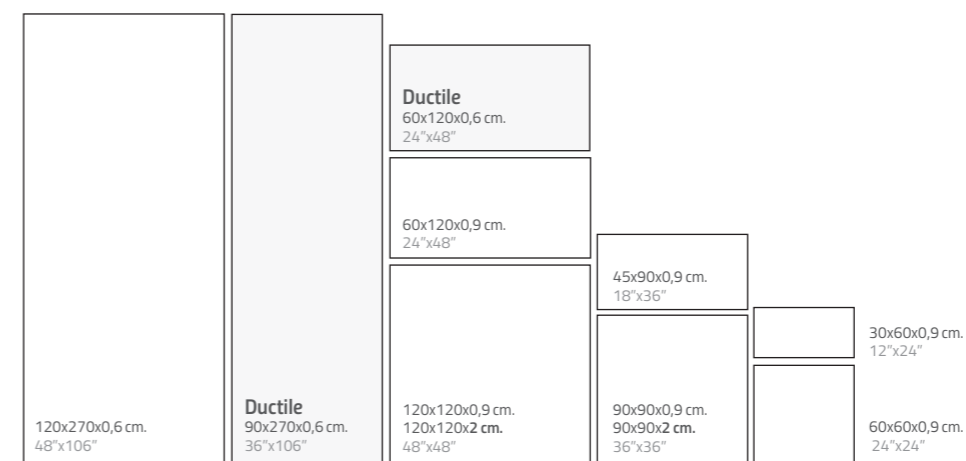 120x270x0,6 cm.
48”x106”
Ductile
90x270x0,6 cm.
36”x106”
Ductile
60x120x0,6 cm.
24”x48”
60x120x0,9 cm.
24”x48”
120x120x0,9 cm.
120x120x2 cm.
48”x48”
45x90x0,9 cm.
18”x36”
90x90x0,9 cm.
90x90x2 cm.
36”x36”
30x60x0,9 cm.
12”x24”
60x60x0,9 cm.
24”x24”